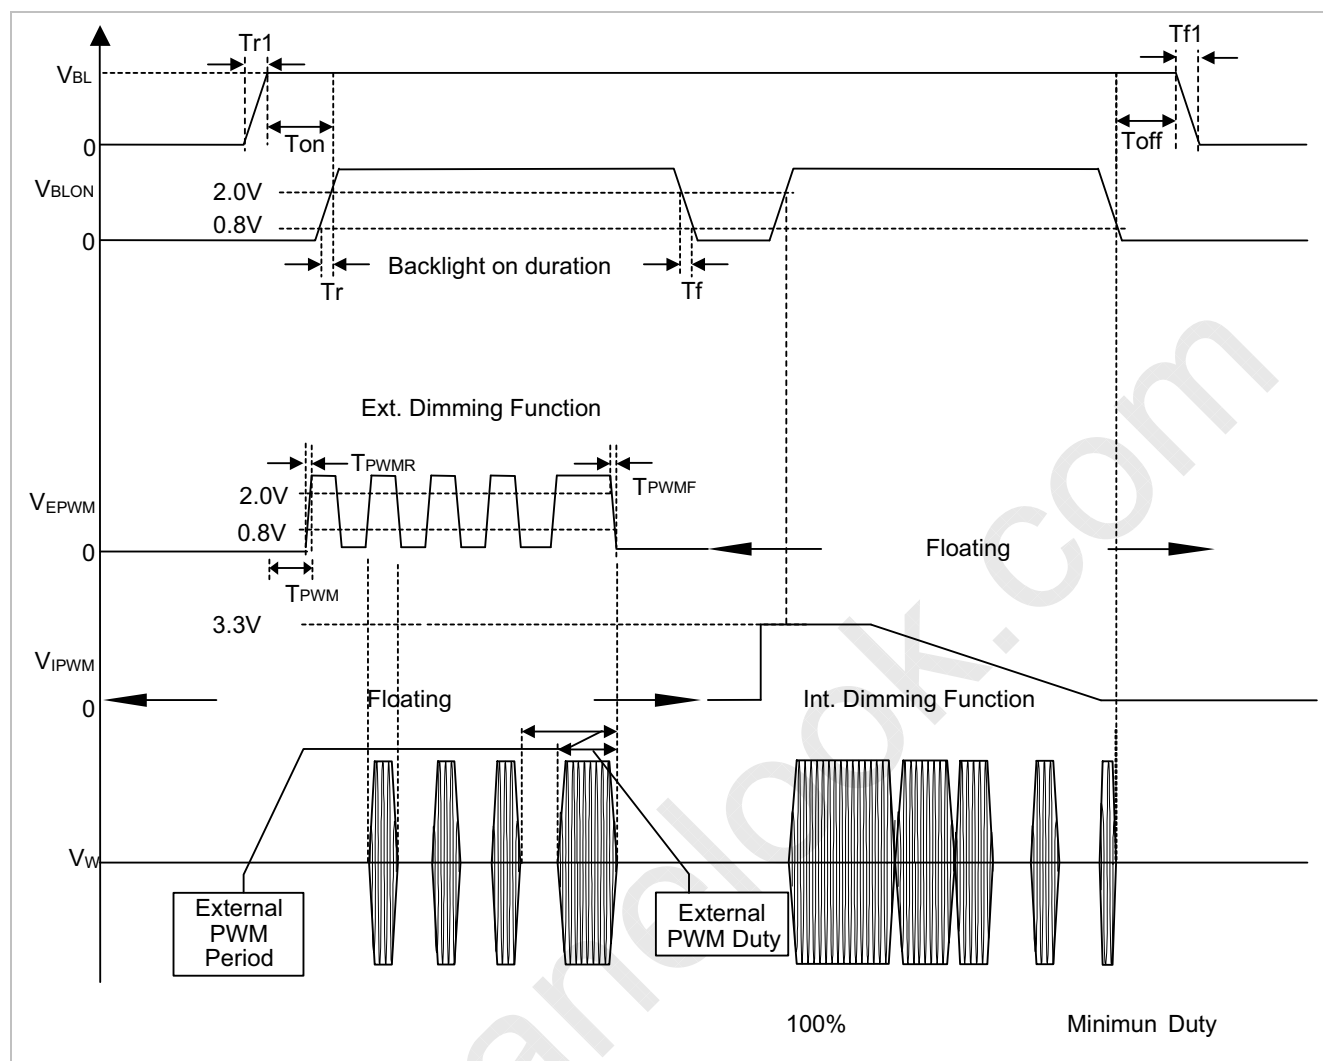 Tr1
Tf1
VBL
Ton
Toff
0
VBLON
2.0V
0.8V
0
Backlight on duration
Tr
Tf
Ext. Dimming Function
TPWMR
TPWMF
VEPWM
2.0V
0.8V
0
Floating
TPWM
3.3V
VIPWM
0
Floating
Int. Dimming Function
VW
External
PWM
Period
External
PWM Duty
100%
Minimun Duty
anelook.com